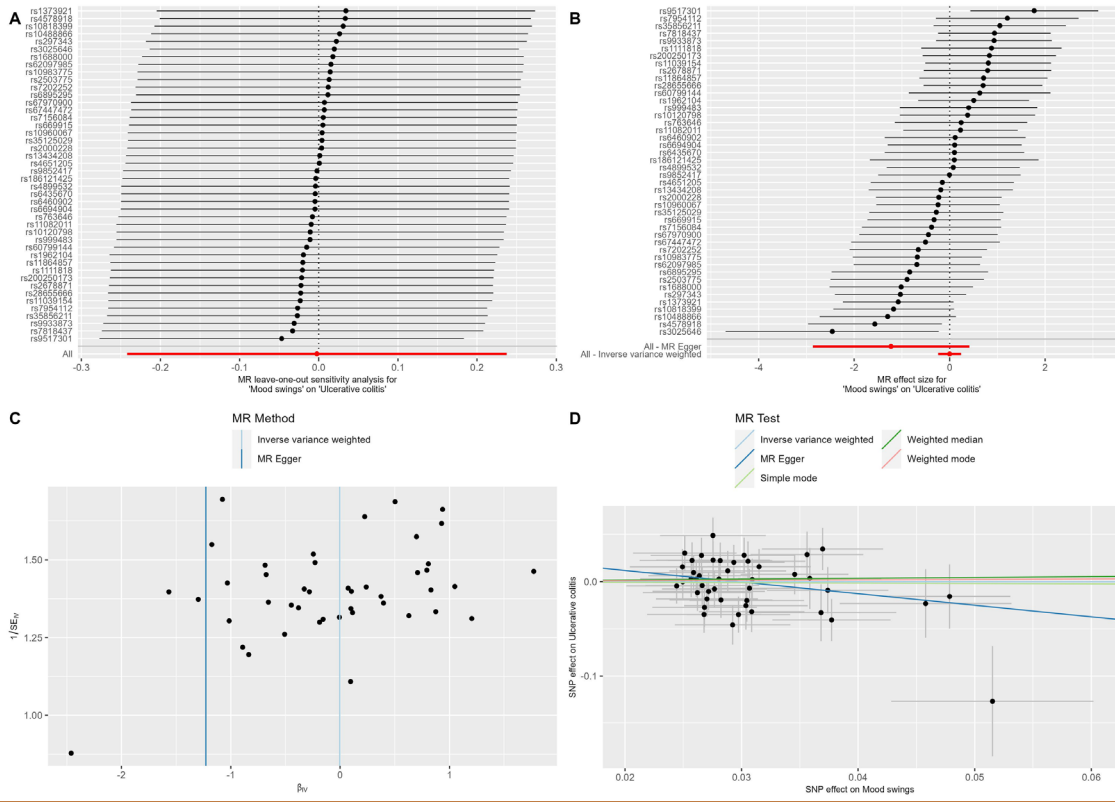 A
rs1373921
rs4578918
rs10818399
rs10488866
rs297343
rs3025646
rs1688000
rs62097985
rs10983775
rs2503775
rs7202252
rs6895295
rs67970900
rs67447472
rs7156084
rs669915
rs10960067
rs35125029
rs2000228
rs13434208
rs4651205
rs9852417
rs186121425
rs4899532
rs6435670
rs6460902
rs6694904
rs763646
rs11082011
rs10120798
rs999483
rs60799144
rs1962104
rs11864857
rs1111818
rs200250173
rs2678871
rs28655666
rs11039154
rs7954112
rs35856211
rs9933873
rs7818437
rs9517301
All
-0.3 -0.2 -0.1 0.0 0.1 0.2 0.3
MR leave-one-out sensitivity analysis for
'Mood swings' on 'Ulcerative colitis'
B
rs9517301
rs7954112
rs35856211
rs7818437
rs9933873
rs1111818
rs200250173
rs11039154
rs2678871
rs11864857
rs28655666
rs60799144
rs1962104
rs999483
rs10120798
rs763646
rs11082011
rs6460902
rs6694904
rs6435670
rs186121425
rs4899532
rs9852417
rs4651205
rs13434208
rs2000228
rs10960067
rs35125029
rs669915
rs7156084
rs67970900
rs67447472
rs7202252
rs10983775
rs62097985
rs6895295
rs2503775
rs1688000
rs297343
rs1373921
rs10818399
rs10488866
rs4578918
rs3025646
All - MR Egger
All - Inverse variance weighted
-4 -2 0 2
MR effect size for
'Mood swings' on 'Ulcerative colitis'
C
MR Method
Inverse variance weighted
MR Egger
1/SE_IV
1.50
1.25
1.00
-2 -1 0 1
β_IV
D
MR Test
Inverse variance weighted
MR Egger
Simple mode
Weighted median
Weighted mode
SNP effect on Ulcerative colitis
0.0
-0.1
0.02 0.03 0.04 0.05 0.06
SNP effect on Mood swings